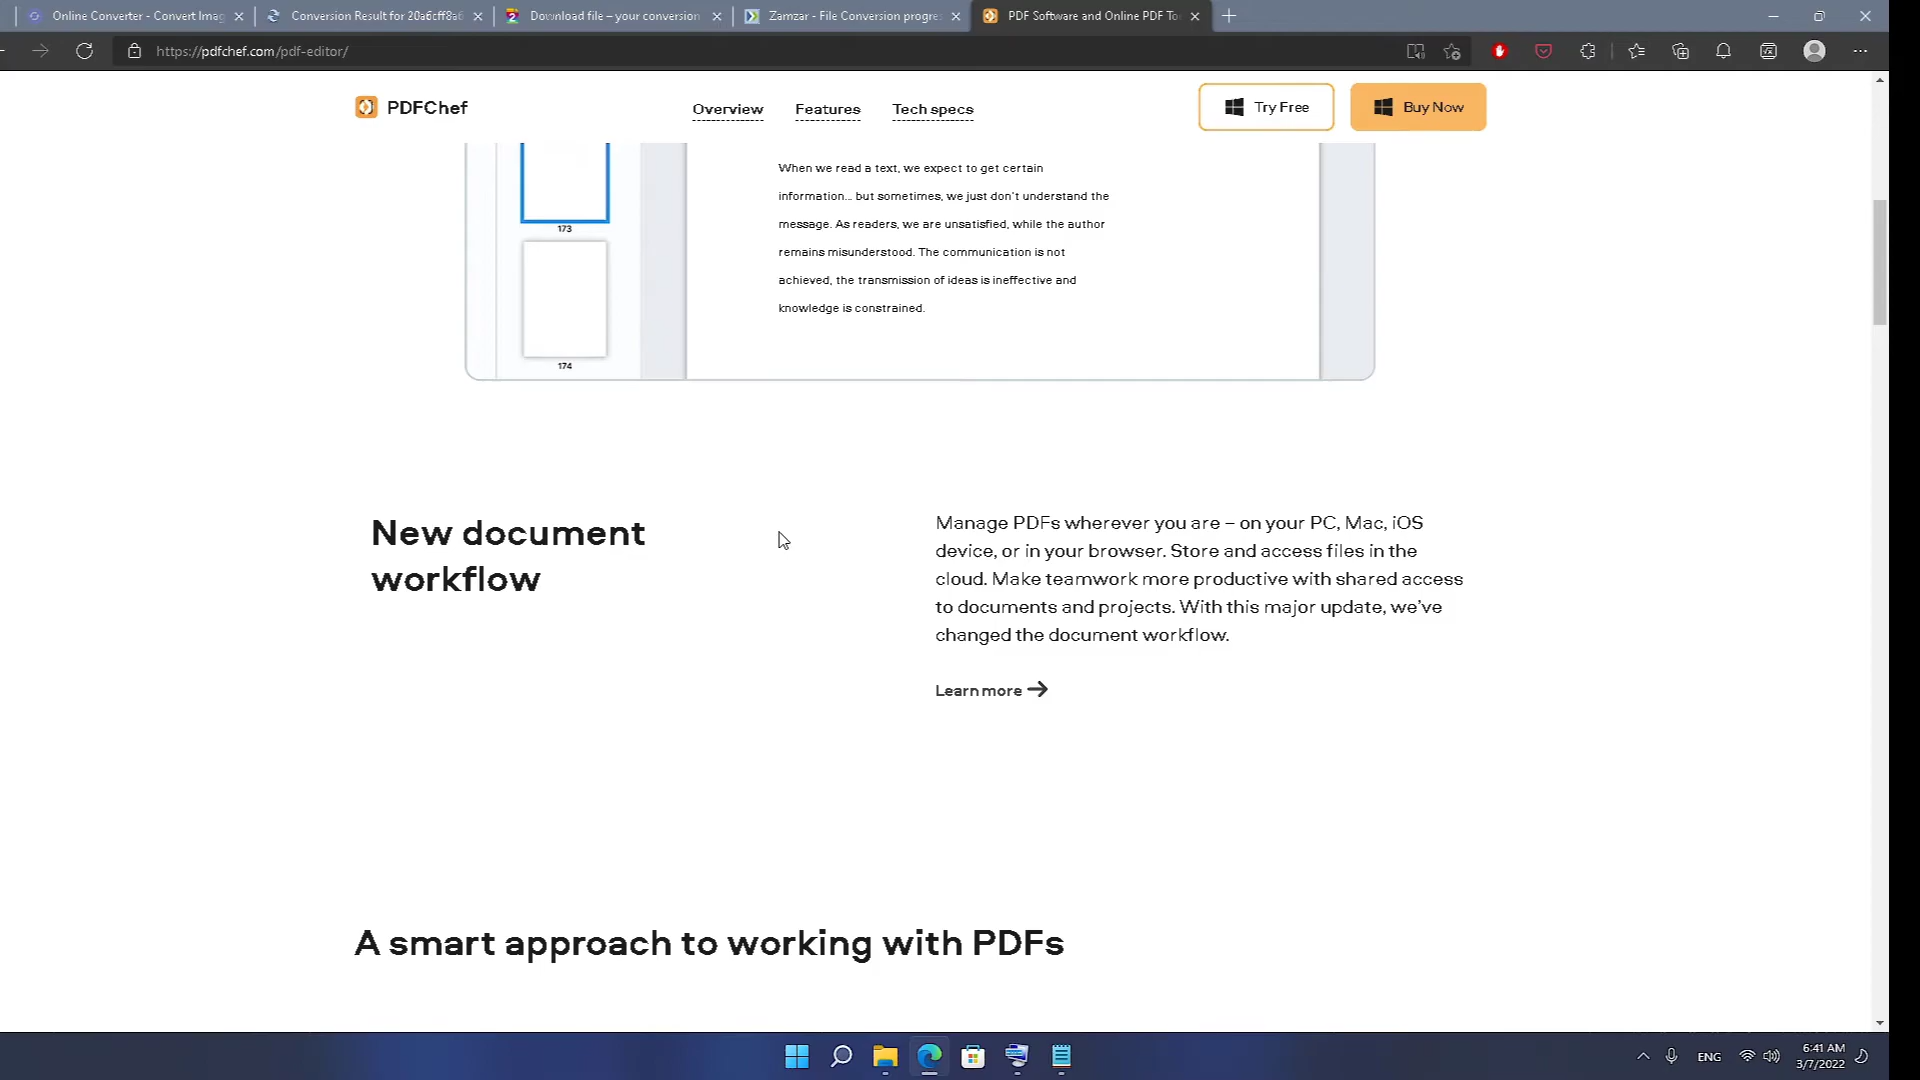 Online Converter - Convert Imag
Conversion Result for 20a6cff8a6
Download file – your conversion
Zamzar - File Conversion progre
PDF Software and Online PDF To
https://pdfchef.com/pdf-editor/
PDFChef
Overview
Features
Tech specs
Try Free
Buy Now
173
174
When we read a text, we expect to get certain
information... but sometimes, we just don't understand the
message. As readers, we are unsatisfied, while the author
remains misunderstood. The communication is not
achieved, the transmission of ideas is ineffective and
knowledge is constrained.
New document
workflow
Manage PDFs wherever you are – on your PC, Mac, iOS
device, or in your browser. Store and access files in the
cloud. Make teamwork more productive with shared access
to documents and projects. With this major update, we've
changed the document workflow.
Learn more
A smart approach to working with PDFs
ENG
6:41 AM
3/7/2022